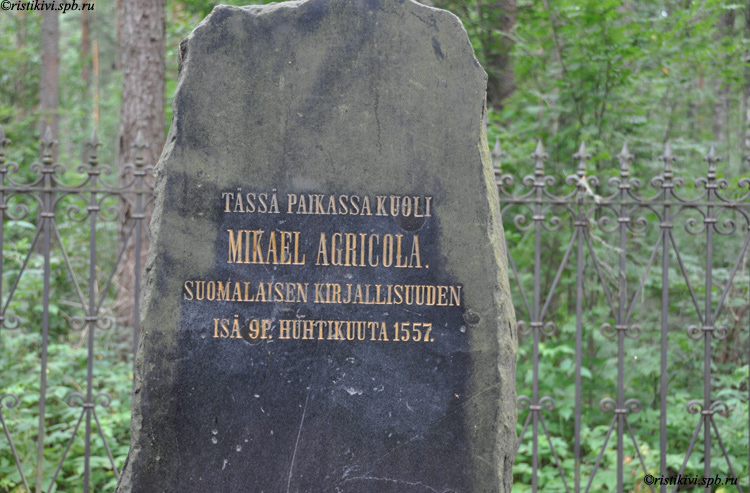 ©ristikivi.spb.ru
TÄSSÄ PAIKASSA KUOLI
MIKAEL AGRICOLA.
SUOMALAISEN KIRJALLISUUDEN
ISÄ 9P. HUHTIKUUTA 1557.
©ristikivi.spb.ru